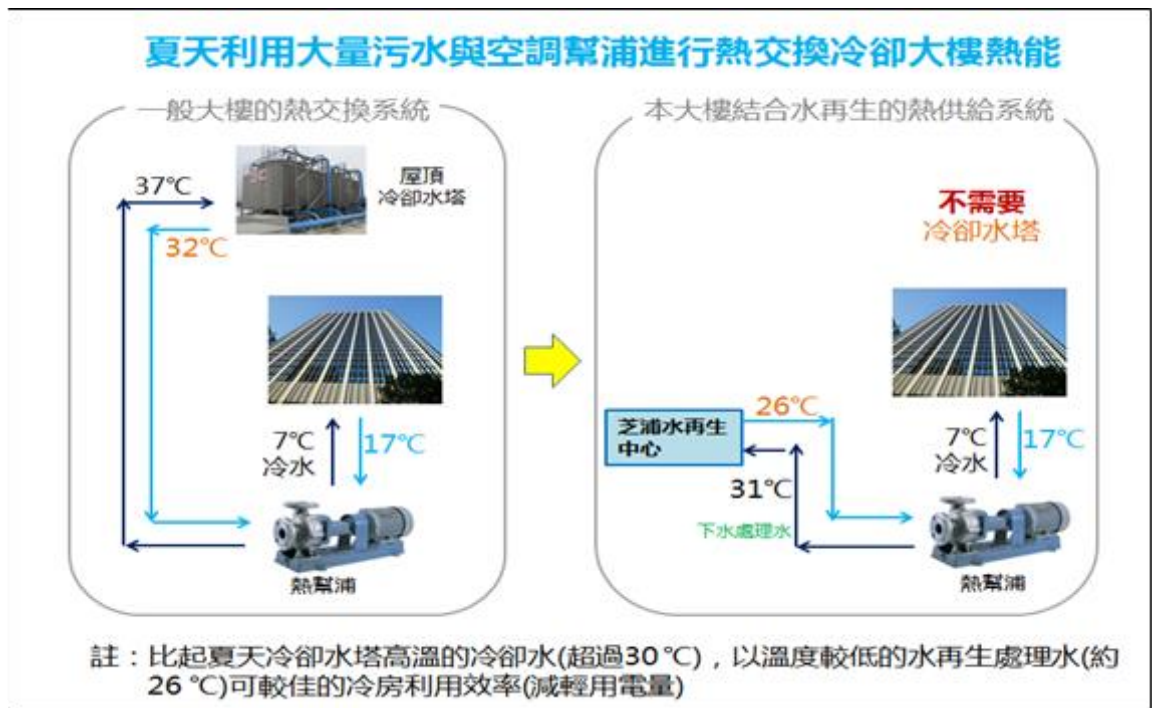 夏天利用大量污水與空調幫浦進行熱交換冷卻大樓熱能
一般大樓的熱交換系統
37℃
屋頂
冷卻水塔
32℃
7℃
冷水
17℃
熱幫浦
本大樓結合水再生的熱供給系統
不需要
冷卻水塔
芝浦水再生
中心
26℃
31℃
下水處理水
7℃
冷水
17℃
熱幫浦
註：比起夏天冷卻水塔高溫的冷卻水(超過30℃)，以溫度較低的水再生處理水(約
26℃)可較佳的冷房利用效率(減輕用電量)